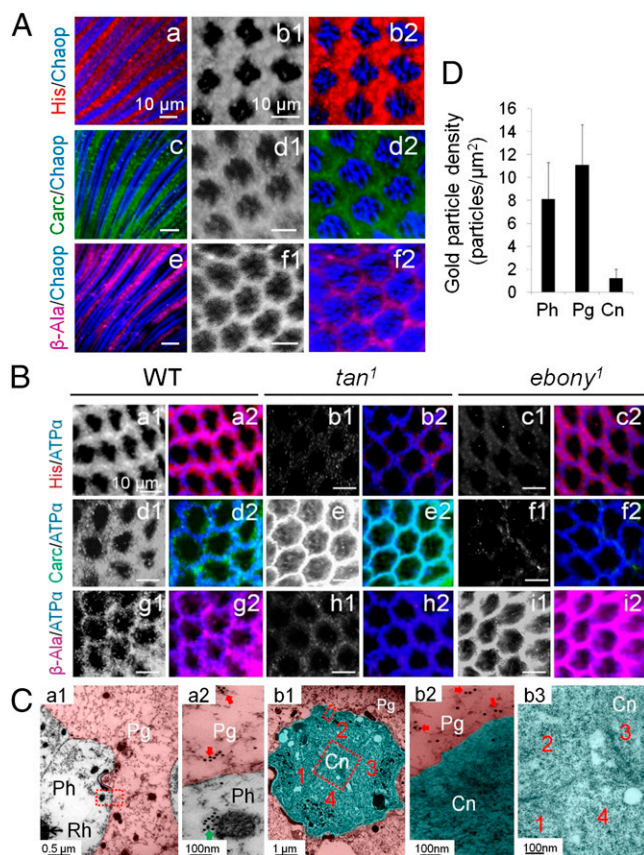 A
His/Chaop
a
10 µm
b1
10 µm
b2
Carc/Chaop
c
d1
d2
β-Ala/Chaop
e
f1
f2
D
Gold particle density
(particles/µm²)
16
14
12
10
8
6
4
2
0
Ph Pg Cn
B
WT tan¹ ebony¹
His/ATPα
a1
10 µm
a2
b1
b2
c1
c2
Carc/ATPα
d1
d2
e1
e2
f1
f2
β-Ala/ATPα
g1
g2
h1
h2
i1
i2
C
a1
Pg
Ph
Rh
0.5 µm
a2
Pg
Ph
100nm
b1
Pg
2
Cn
1
3
4
1 µm
b2
Pg
Cn
100nm
b3
Cn
2
3
1
4
100nm